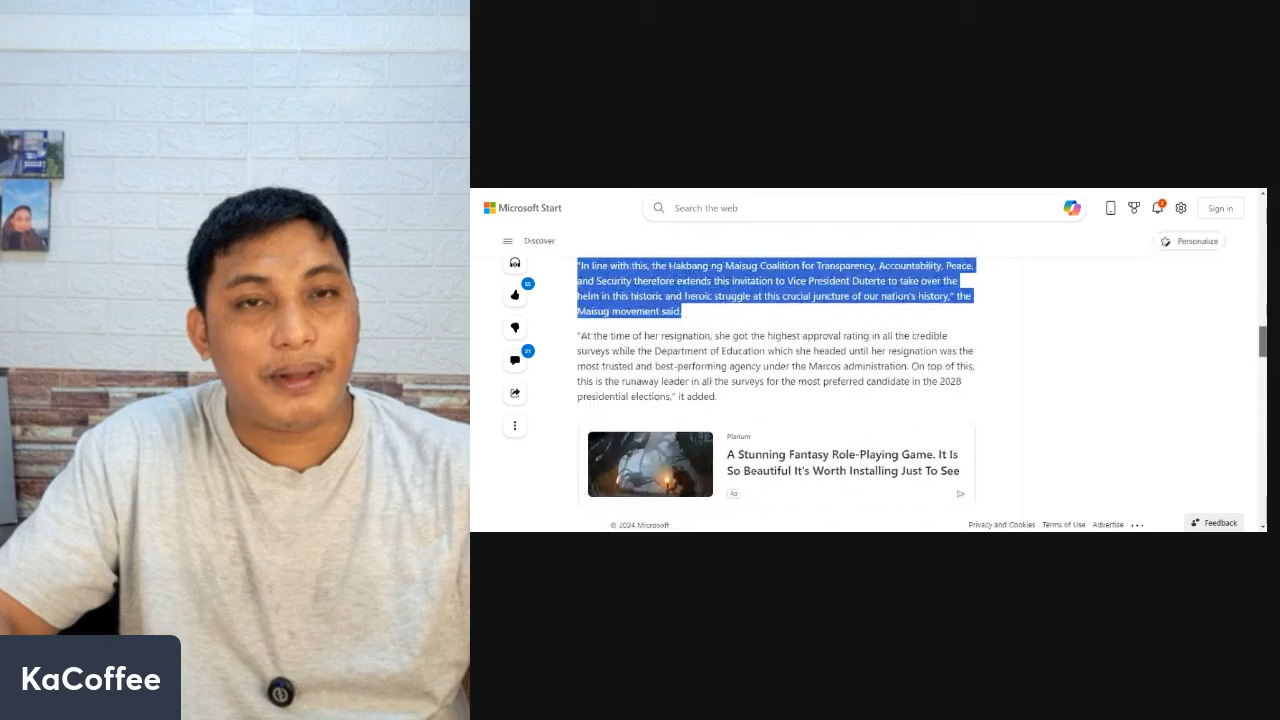 Microsoft Start
Search the web
Sign in
Discover
Personalize
"In line with this, the Hakbang ng Maisug Coalition for Transparency, Accountability, Peace,
and Security therefore extends this invitation to Vice President Duterte to take over the
helm in this historic and heroic struggle at this crucial juncture of our nation's history," the
Maisug movement said.
55
21
2
"At the time of her resignation, she got the highest approval rating in all the credible
surveys while the Department of Education which she headed until her resignation was the
most trusted and best-performing agency under the Marcos administration. On top of this,
this is the runaway leader in all the surveys for the most preferred candidate in the 2028
presidential elections," it added.
Plarium
A Stunning Fantasy Role-Playing Game. It Is
So Beautiful It's Worth Installing Just To See
Ad
© 2024 Microsoft
Privacy and Cookies
Terms of Use
Advertise
Feedback
KaCoffee